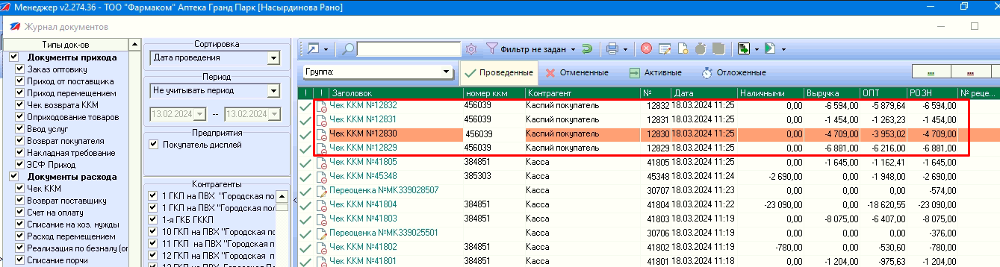 Менеджер v2.274.36 - ТОО "Фармаком" Аптека Гранд Парк [Насырдинова Рано]
Журнал документов
Типы док-ов
Документы прихода
Заказ оптовику
Приход от поставщика
Приход перемещением
Чек возврата ККМ
Оприходование товаров
Ввод услуг
Возврат покупателя
Накладная требование
ЭСФ Приход
Документы расхода
Чек ККМ
Возврат поставщику
Счет на оплату
Списание на хоз. нужды
Расход перемещением
Реализация по безналу (оп
Списание порчи
Сортировка
Дата проведения
Период
Не учитывать период
13.02.2024 -- 13.02.2024
Предприятия
Покупатель дисплей
Контрагенты
1 ГКП на ПВХ "Городская по
1 ГКП на ПВХ "Городская пол
1-я ГКБ ГККП
10 ГКП на ПВХ "Городская п
11 ГКП на ПВХ "Городская п
12 ГКП на ПВХ "Городская п
Фильтр не задан
Группа:
Проведенные
Отмененные
Активные
Отложенные
... ...
! ! Заголовок номер ккм Контрагент № Дата Наличными Выручка ОПТ РОЗН № реце...
Чек ККМ №12832 456039 Каспий покупатель 12832 18.03.2024 11:25 0,00 -6 594,00 -5 879,64 -6 594,00
Чек ККМ №12831 456039 Каспий покупатель 12831 18.03.2024 11:25 0,00 -1 454,00 -1 263,23 -1 454,00
Чек ККМ №12830 456039 Каспий покупатель 12830 18.03.2024 11:25 0,00 -4 709,00 -3 953,02 -4 709,00
Чек ККМ №12829 456039 Каспий покупатель 12829 18.03.2024 11:25 0,00 -6 881,00 -6 216,00 -6 881,00
Чек ККМ №41805 384851 Касса 41805 18.03.2024 11:25 0,00 -1 645,00 -1 162,41 -1 645,00
Чек ККМ №45348 385303 Касса 45348 18.03.2024 11:24 -2 690,00 0,00 -1 948,00 -2 690,00
Переоценка №МК339028507 30707 18.03.2024 11:23 0,00 0,00 -574,00
Чек ККМ №41804 384851 Касса 41804 18.03.2024 11:22 -23 090,00 0,00 -18 620,55 -23 090,00
Чек ККМ №41803 384851 Касса 41803 18.03.2024 11:19 0,00 -8 075,00 -6 407,00 -8 075,00
Переоценка №МК339025501 30706 18.03.2024 11:19 0,00 0,00 -376,00
Чек ККМ №41802 384851 Касса 41802 18.03.2024 11:19 -780,00 0,00 -530,60 -780,00
Чек ККМ №41801 384851 Касса 41801 18.03.2024 11:18 0,00 -1 204,00 -975,63 -1 204,00